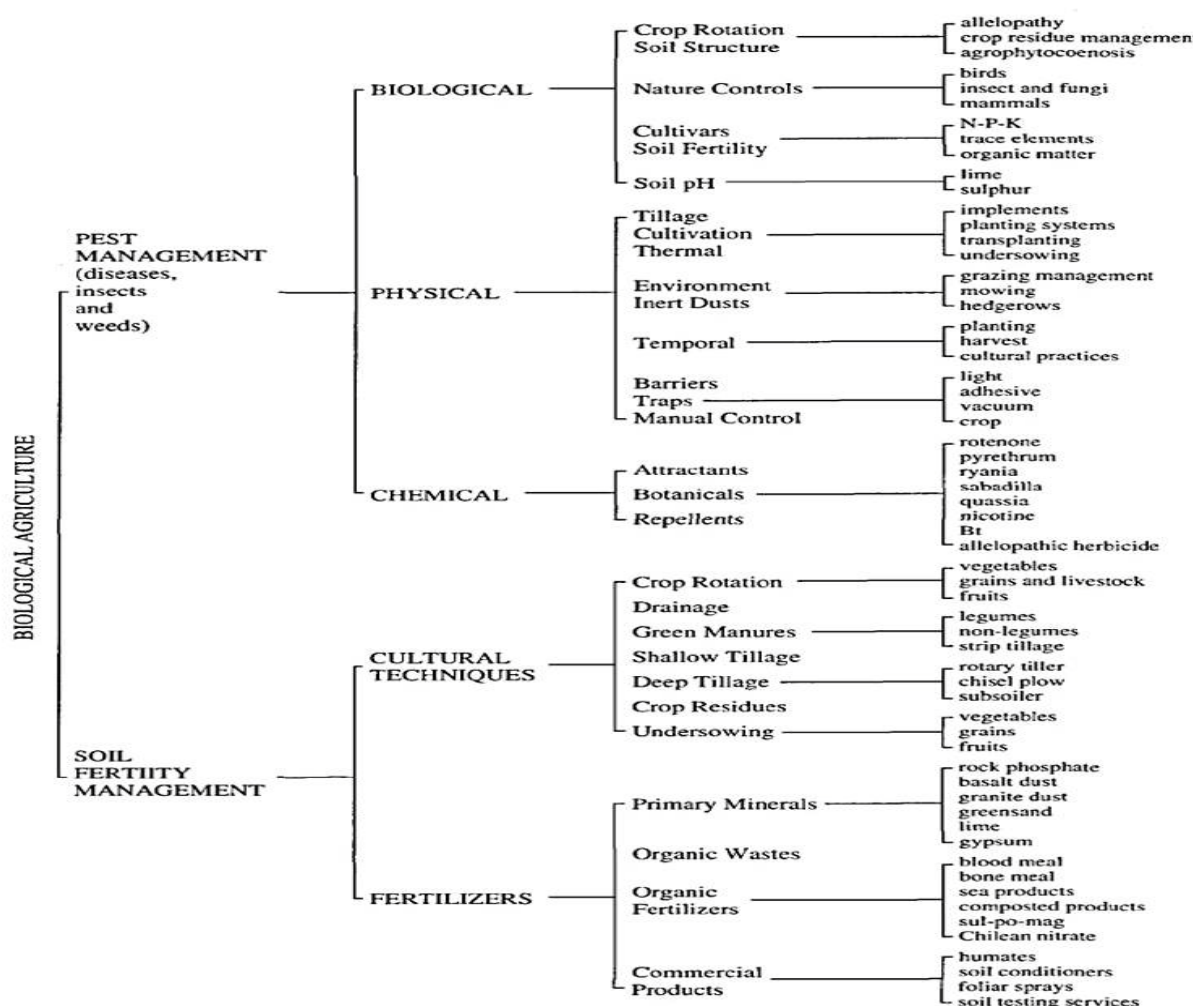 BIOLOGICAL AGRICULTURE
PEST
MANAGEMENT
(diseases,
insects
and
weeds)
BIOLOGICAL
Crop Rotation
Soil Structure
allelopathy
crop residue managemen
agrophytocoenosis
Nature Controls
birds
insect and fungi
mammals
Cultivars
Soil Fertility
N-P-K
trace elements
organic matter
Soil pH
lime
sulphur
PHYSICAL
Tillage
Cultivation
Thermal
implements
planting systems
transplanting
undersowing
Environment
Inert Dusts
grazing management
mowing
hedgerows
Temporal
planting
harvest
cultural practices
Barriers
Traps
Manual Control
light
adhesive
vacuum
crop
CHEMICAL
Attractants
Botanicals
Repellents
rotenone
pyrethrum
ryania
sabadilla
quassia
nicotine
Bt
allelopathic herbicide
SOIL
FERTIITY
MANAGEMENT
CULTURAL
TECHNIQUES
Crop Rotation
vegetables
grains and livestock
fruits
Drainage
Green Manures
legumes
non-legumes
strip tillage
Shallow Tillage
Deep Tillage
rotary tiller
chisel plow
subsoiler
Crop Residues
Undersowing
vegetables
grains
fruits
FERTILIZERS
Primary Minerals
rock phosphate
basalt dust
granite dust
greensand
lime
gypsum
Organic Wastes
Organic
Fertilizers
blood meal
bone meal
sea products
composted products
sul-po-mag
Chilean nitrate
Commercial
Products
humates
soil conditioners
foliar sprays
soil testing services